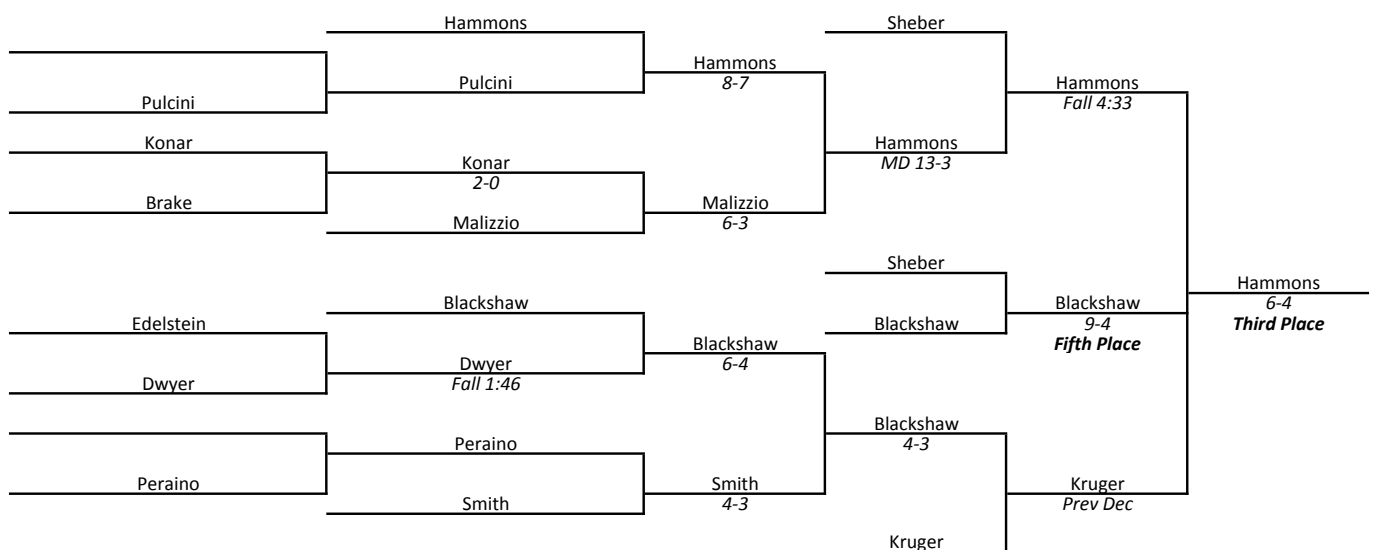 Hammons
Sheber
Hammons
8-7
Pulcini
Hammons
Fall 4:33
Pulcini
Konar
Hammons
MD 13-3
Konar
2-0
Brake
Malizzio
6-3
Malizzio
Sheber
Hammons
6-4
Third Place
Blackshaw
Blackshaw
9-4
Fifth Place
Edelstein
Blackshaw
Blackshaw
6-4
Dwyer
Fall 1:46
Dwyer
Blackshaw
4-3
Peraino
Peraino
Smith
4-3
Kruger
Prev Dec
Smith
Kruger